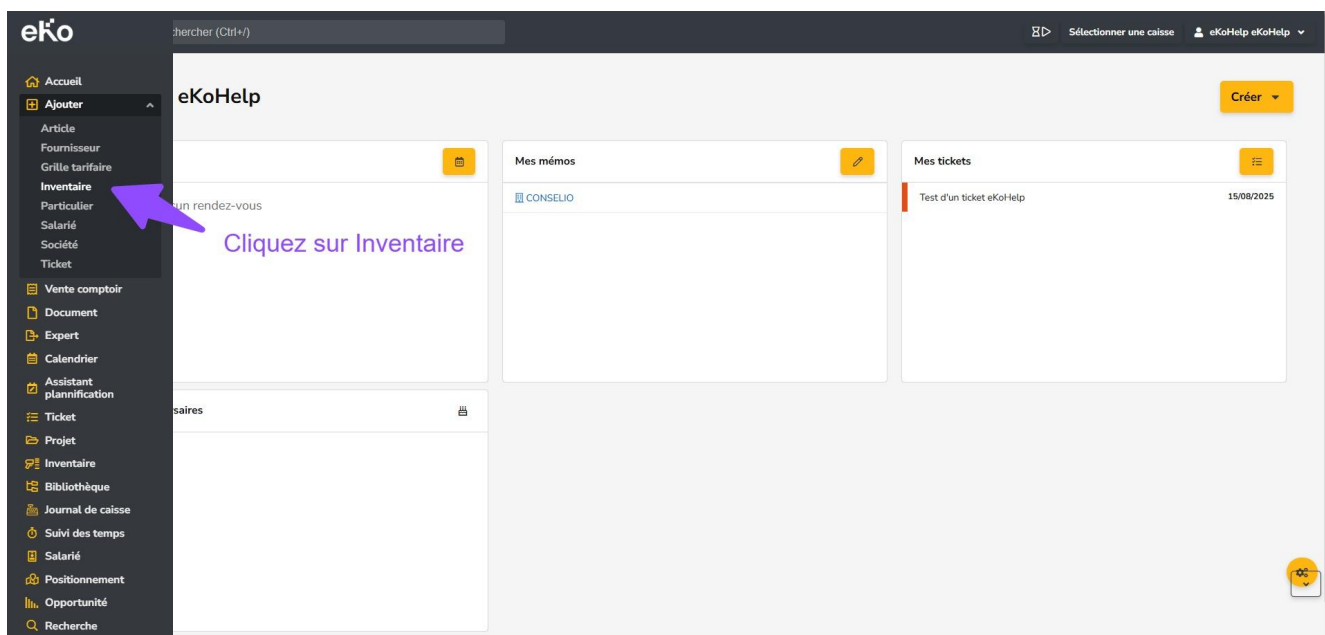 eko
chercher (Ctrl+/)
Sélectionner une caisse
eKoHelp eKoHelp
Accueil
Ajouter
Article
Fournisseur
Grille tarifaire
Inventaire
Particulier
Salarié
Société
Ticket
Vente comptoir
Document
Expert
Calendrier
Assistant
plannification
Ticket
Projet
Inventaire
Bibliothèque
Journal de caisse
Suivi des temps
Salarié
Positionnement
Opportunité
Recherche
eKoHelp
Créer
cun rendez-vous
Cliquez sur Inventaire
Mes mémos
CONSELIO
Mes tickets
Test d'un ticket eKoHelp
15/08/2025
saires